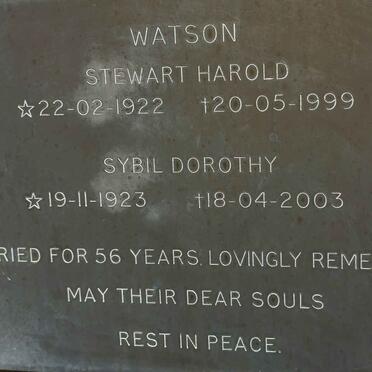 WATSON
STEWART HAROLD
☆22-02-1922 †20-05-1999
SYBIL DOROTHY
☆19-11-1923 †18-04-2003
RIED FOR 56 YEARS. LOVINGLY REME
MAY THEIR DEAR SOULS
REST IN PEACE.